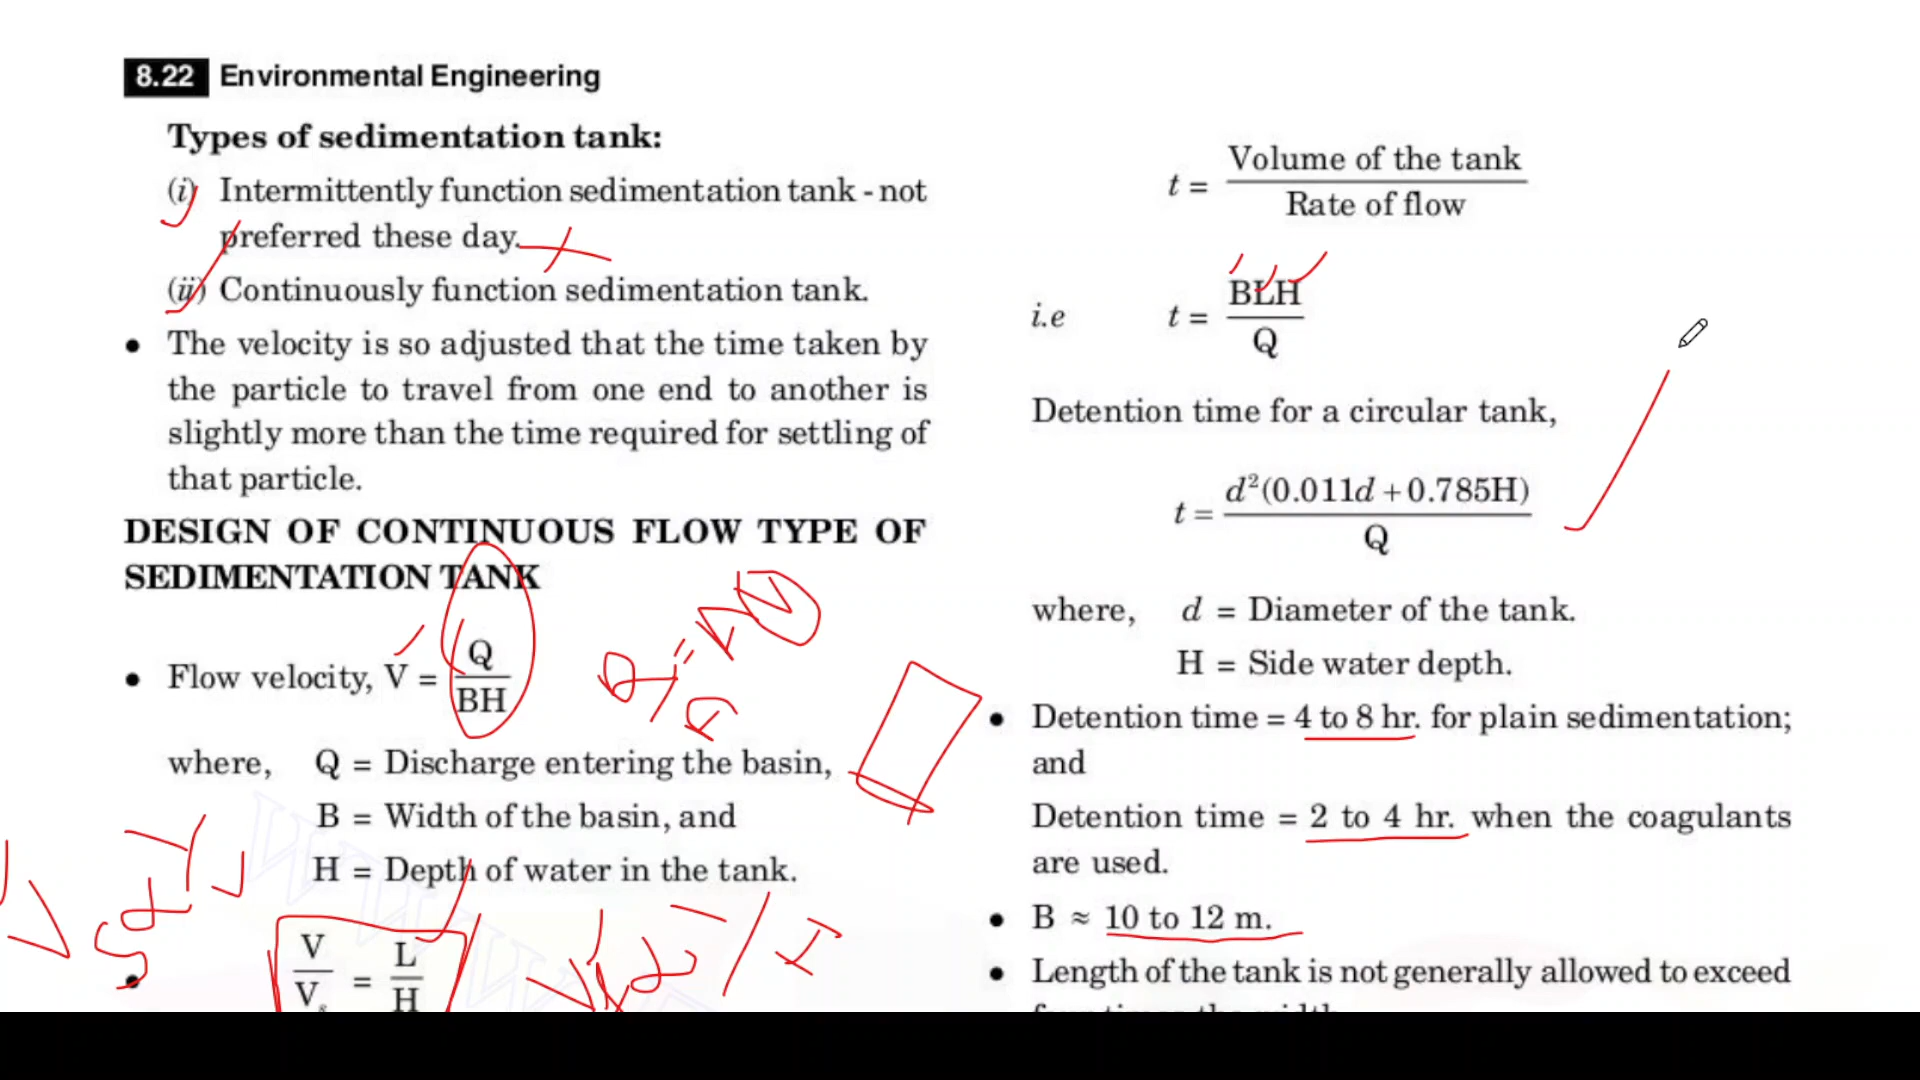 8.22 Environmental Engineering
Types of sedimentation tank:
(i) Intermittently function sedimentation tank - not
preferred these day.
(ii) Continuously function sedimentation tank.
• The velocity is so adjusted that the time taken by
the particle to travel from one end to another is
slightly more than the time required for settling of
that particle.
DESIGN OF CONTINUOUS FLOW TYPE OF
SEDIMENTATION TANK
• Flow velocity, V = Q/BH
where, Q = Discharge entering the basin,
B = Width of the basin, and
H = Depth of water in the tank.
• V/Vs = L/H
t = Volume of the tank / Rate of flow
i.e t = BLH/Q
Detention time for a circular tank,
t = d²(0.011d + 0.785H)/Q
where, d = Diameter of the tank.
H = Side water depth.
• Detention time = 4 to 8 hr. for plain sedimentation;
and
Detention time = 2 to 4 hr. when the coagulants
are used.
• B ≈ 10 to 12 m.
• Length of the tank is not generally allowed to exceed